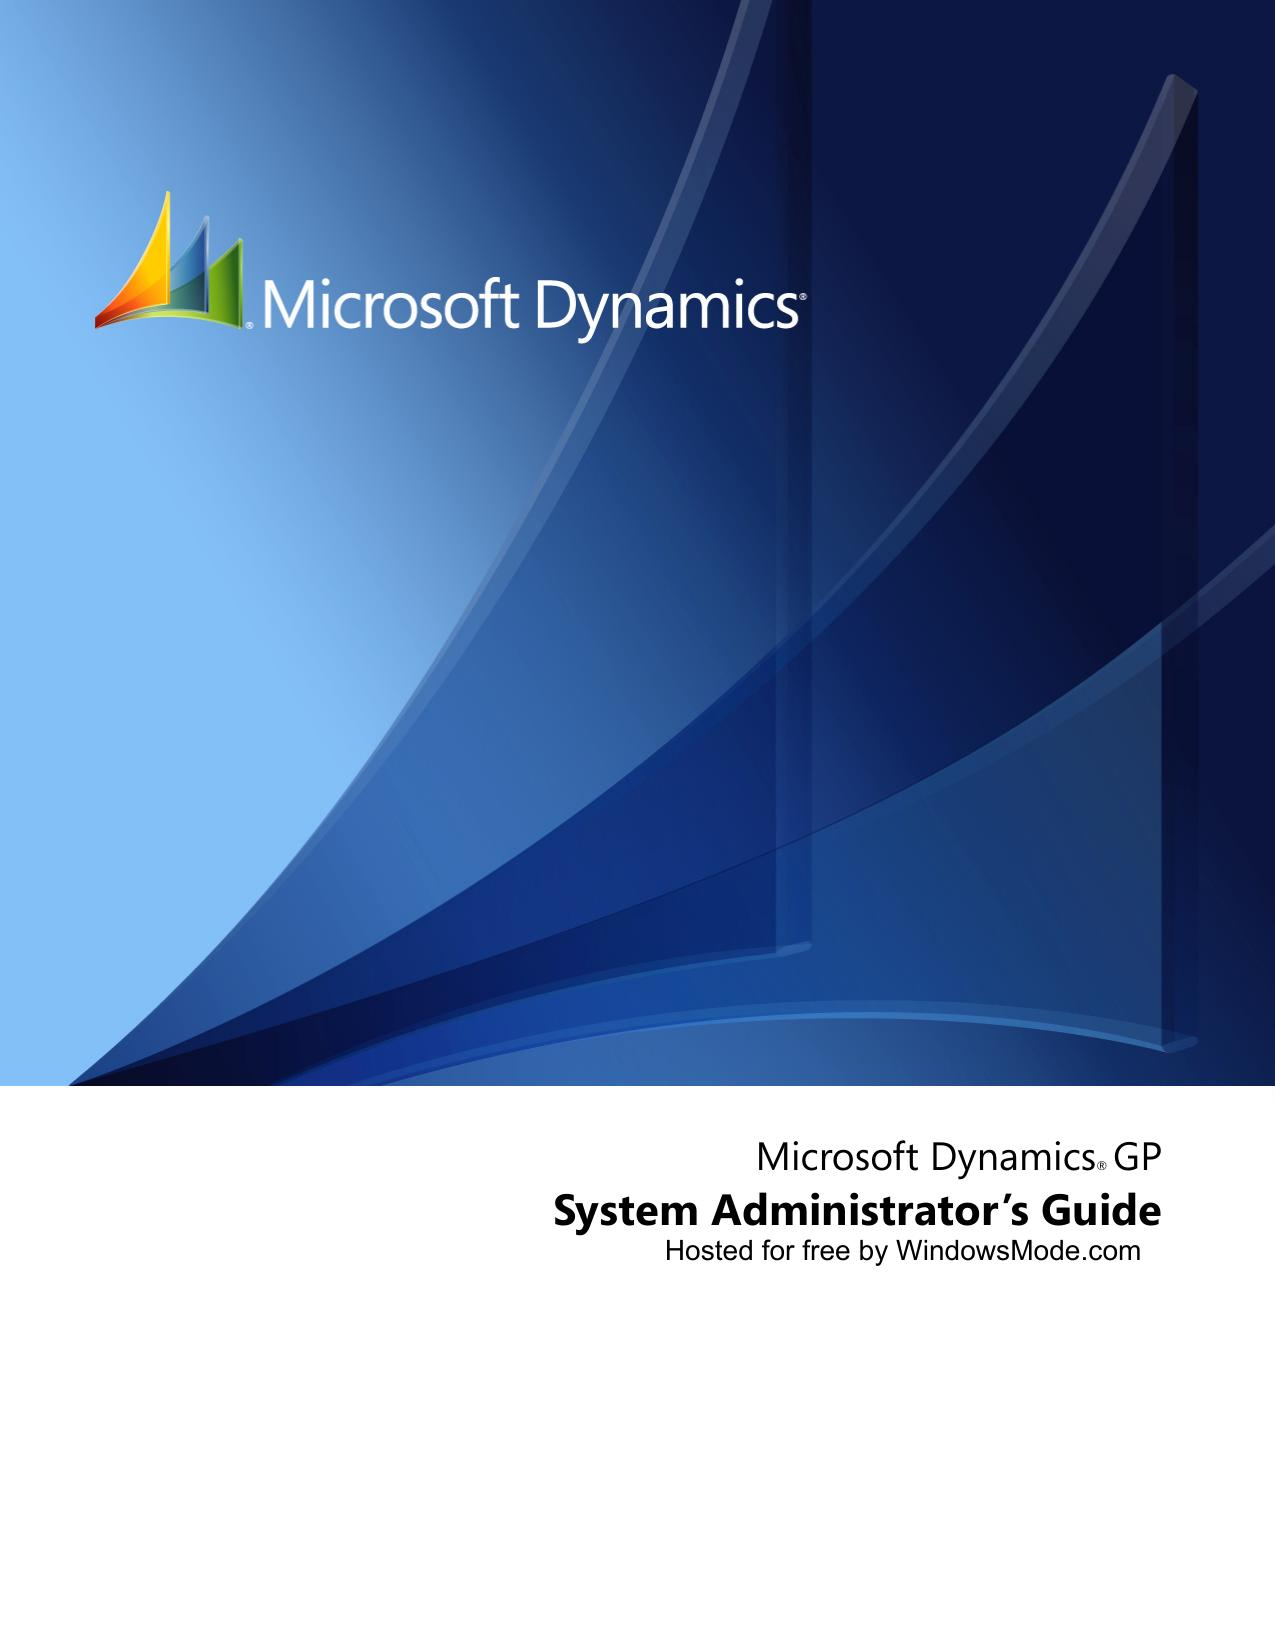 ® Microsoft Dynamics®
Microsoft Dynamics® GP
System Administrator’s Guide
Hosted for free by WindowsMode.com